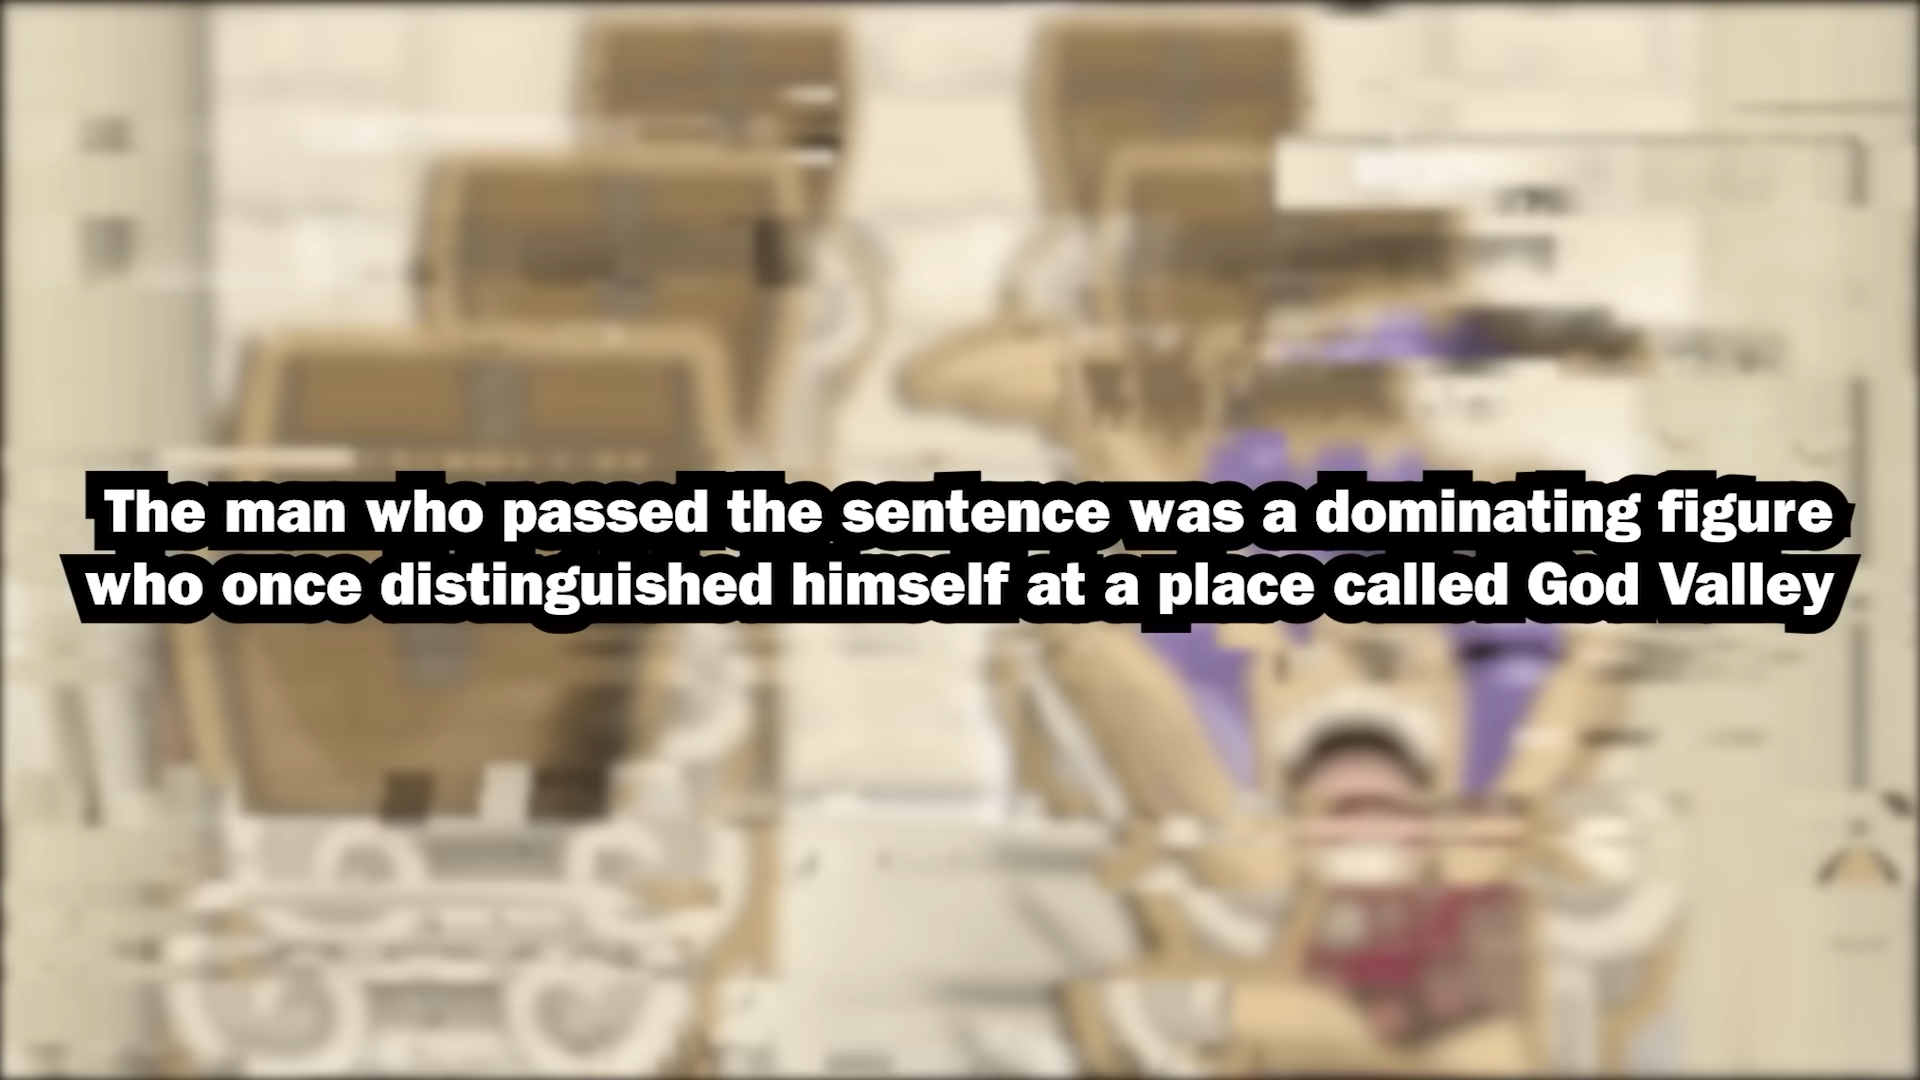 The man who passed the sentence was a dominating figure
who once distinguished himself at a place called God Valley